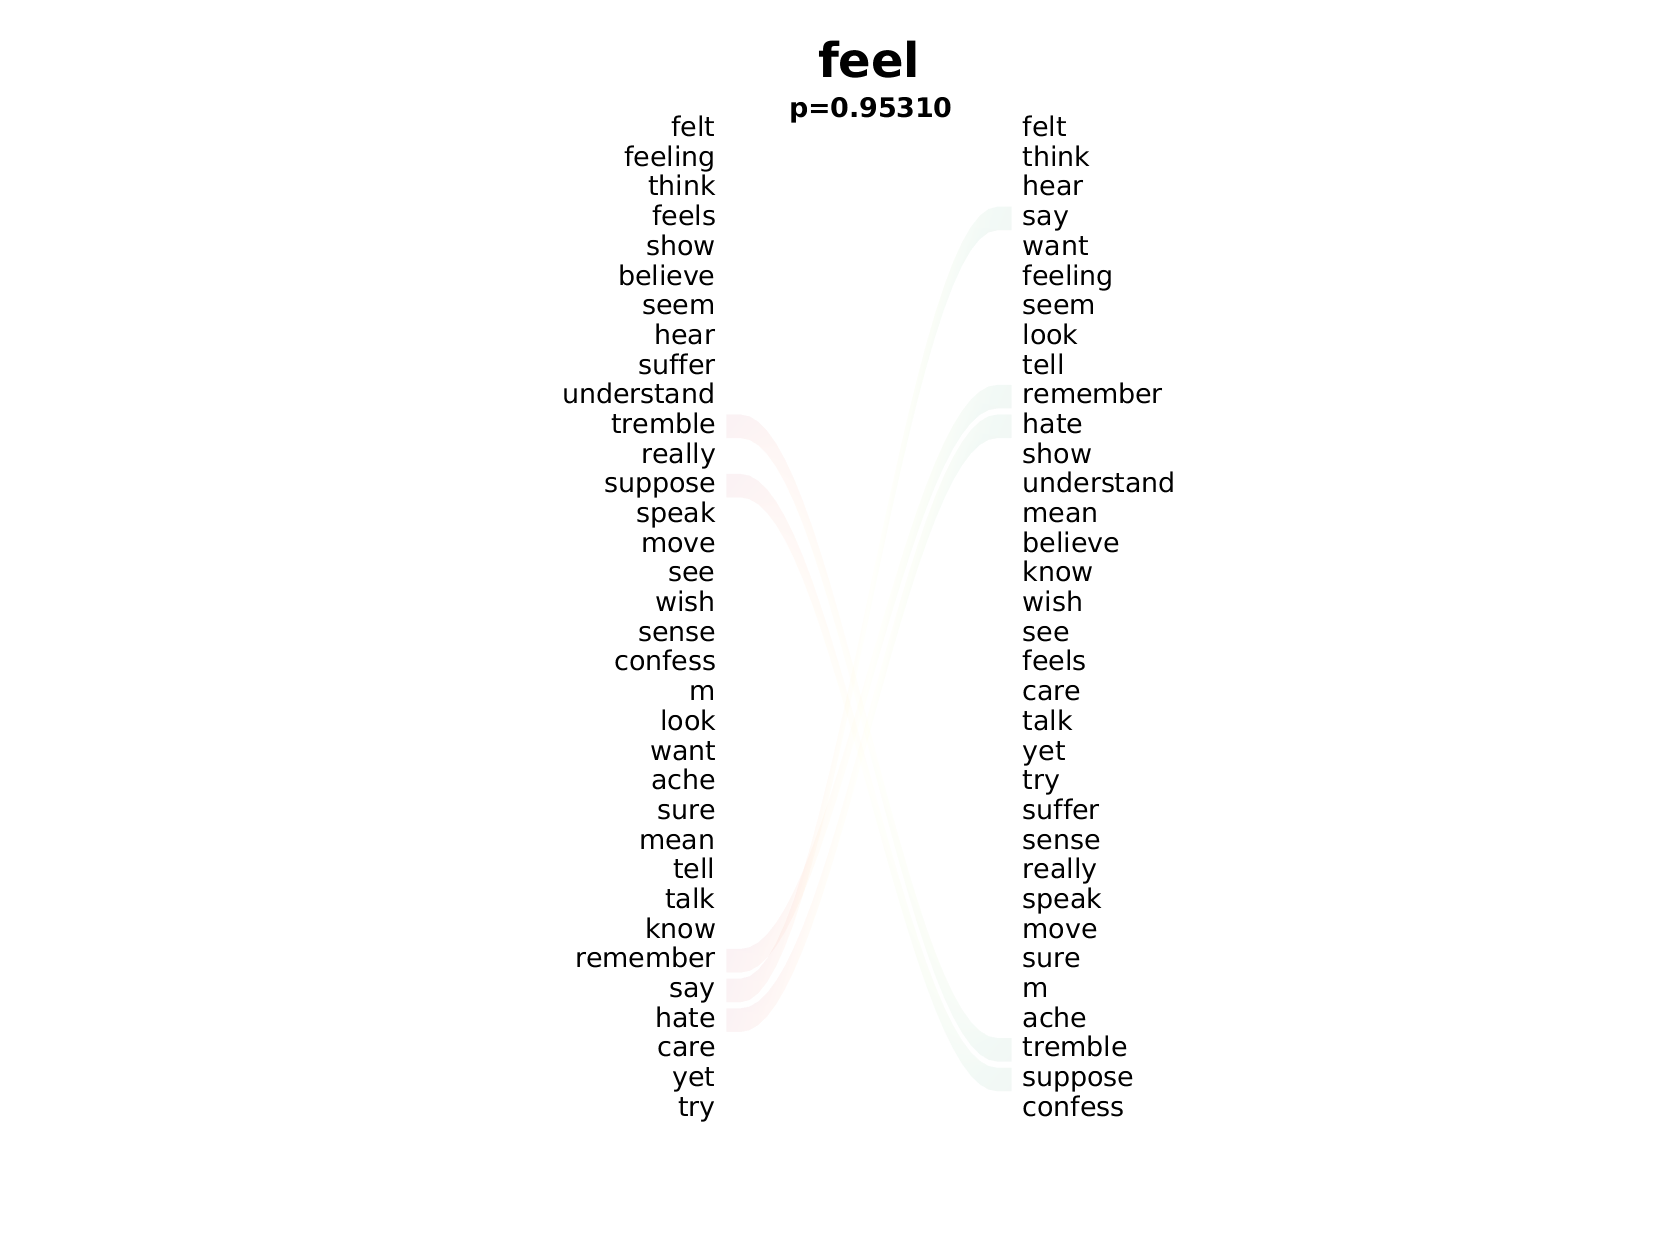 feel
p=0.95310
felt felt
feeling think
think hear
feels say
show want
believe feeling
seem seem
hear look
suffer tell
understand remember
tremble hate
really show
suppose understand
speak mean
move believe
see know
wish wish
sense see
confess feels
m care
look talk
want yet
ache try
sure suffer
mean sense
tell really
talk speak
know move
remember sure
say m
hate ache
care tremble
yet suppose
try confess